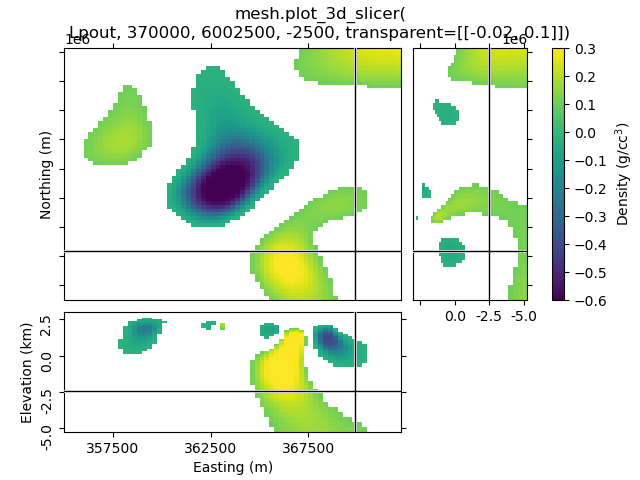 mesh.plot_3d_slicer(
Lpout, 370000, 6002500, -2500, transparent=[[-0.02, 0.1]])
1e6
1e6
Northing (m)
0.0 -2.5 -5.0
0.3
0.2
0.1
0.0
−0.1
−0.2
−0.3
−0.4
−0.5
−0.6
Density (g/cc³)
Elevation (km)
2.5
0.0
-2.5
-5.0
357500 362500 367500
Easting (m)